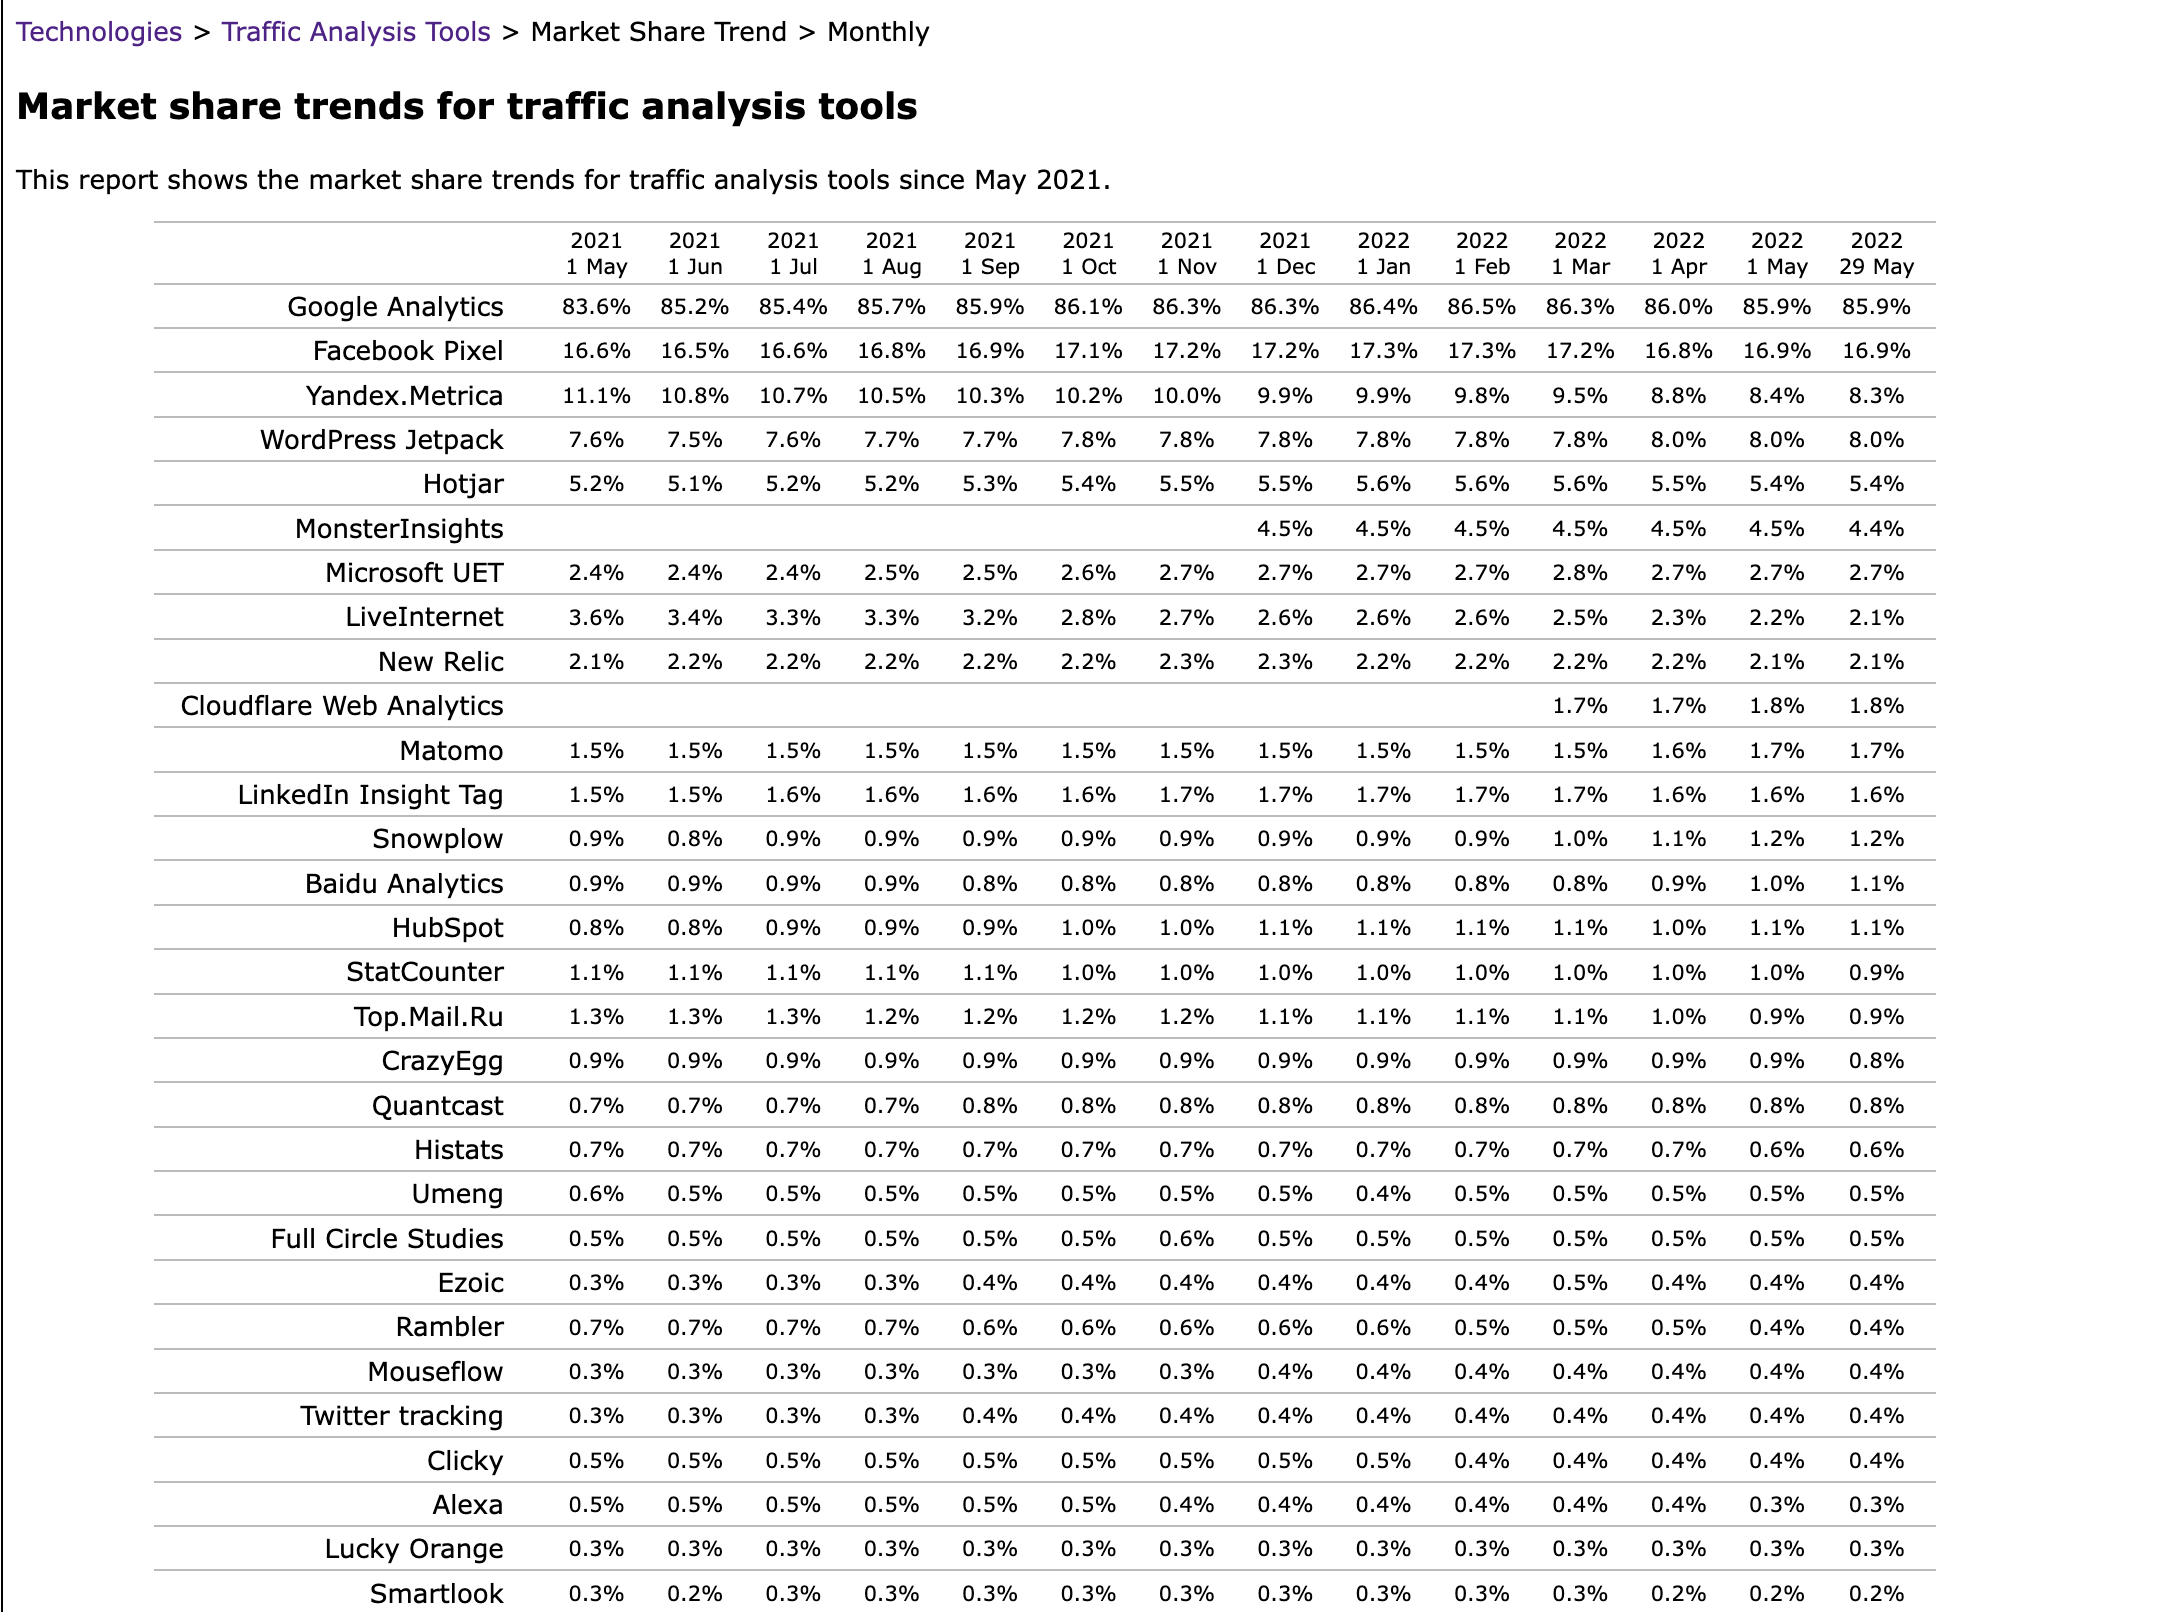 Technologies > Traffic Analysis Tools > Market Share Trend > Monthly
Market share trends for traffic analysis tools
This report shows the market share trends for traffic analysis tools since May 2021.
2021 2021 2021 2021 2021 2021 2021 2021 2022 2022 2022 2022 2022 2022
1 May 1 Jun 1 Jul 1 Aug 1 Sep 1 Oct 1 Nov 1 Dec 1 Jan 1 Feb 1 Mar 1 Apr 1 May 29 May
Google Analytics 83.6% 85.2% 85.4% 85.7% 85.9% 86.1% 86.3% 86.3% 86.4% 86.5% 86.3% 86.0% 85.9% 85.9%
Facebook Pixel 16.6% 16.5% 16.6% 16.8% 16.9% 17.1% 17.2% 17.2% 17.3% 17.3% 17.2% 16.8% 16.9% 16.9%
Yandex.Metrica 11.1% 10.8% 10.7% 10.5% 10.3% 10.2% 10.0% 9.9% 9.9% 9.8% 9.5% 8.8% 8.4% 8.3%
WordPress Jetpack 7.6% 7.5% 7.6% 7.7% 7.7% 7.8% 7.8% 7.8% 7.8% 7.8% 7.8% 8.0% 8.0% 8.0%
Hotjar 5.2% 5.1% 5.2% 5.2% 5.3% 5.4% 5.5% 5.5% 5.6% 5.6% 5.6% 5.5% 5.4% 5.4%
MonsterInsights 4.5% 4.5% 4.5% 4.5% 4.5% 4.5% 4.4%
Microsoft UET 2.4% 2.4% 2.4% 2.5% 2.5% 2.6% 2.7% 2.7% 2.7% 2.7% 2.8% 2.7% 2.7% 2.7%
LiveInternet 3.6% 3.4% 3.3% 3.3% 3.2% 2.8% 2.7% 2.6% 2.6% 2.6% 2.5% 2.3% 2.2% 2.1%
New Relic 2.1% 2.2% 2.2% 2.2% 2.2% 2.2% 2.3% 2.3% 2.2% 2.2% 2.2% 2.2% 2.1% 2.1%
Cloudflare Web Analytics 1.7% 1.7% 1.8% 1.8%
Matomo 1.5% 1.5% 1.5% 1.5% 1.5% 1.5% 1.5% 1.5% 1.5% 1.5% 1.5% 1.6% 1.7% 1.7%
LinkedIn Insight Tag 1.5% 1.5% 1.6% 1.6% 1.6% 1.6% 1.7% 1.7% 1.7% 1.7% 1.7% 1.6% 1.6% 1.6%
Snowplow 0.9% 0.8% 0.9% 0.9% 0.9% 0.9% 0.9% 0.9% 0.9% 0.9% 1.0% 1.1% 1.2% 1.2%
Baidu Analytics 0.9% 0.9% 0.9% 0.9% 0.8% 0.8% 0.8% 0.8% 0.8% 0.8% 0.8% 0.9% 1.0% 1.1%
HubSpot 0.8% 0.8% 0.9% 0.9% 0.9% 1.0% 1.0% 1.1% 1.1% 1.1% 1.1% 1.0% 1.1% 1.1%
StatCounter 1.1% 1.1% 1.1% 1.1% 1.1% 1.0% 1.0% 1.0% 1.0% 1.0% 1.0% 1.0% 1.0% 0.9%
Top.Mail.Ru 1.3% 1.3% 1.3% 1.2% 1.2% 1.2% 1.2% 1.1% 1.1% 1.1% 1.1% 1.0% 0.9% 0.9%
CrazyEgg 0.9% 0.9% 0.9% 0.9% 0.9% 0.9% 0.9% 0.9% 0.9% 0.9% 0.9% 0.9% 0.9% 0.8%
Quantcast 0.7% 0.7% 0.7% 0.7% 0.8% 0.8% 0.8% 0.8% 0.8% 0.8% 0.8% 0.8% 0.8% 0.8%
Histats 0.7% 0.7% 0.7% 0.7% 0.7% 0.7% 0.7% 0.7% 0.7% 0.7% 0.7% 0.7% 0.6% 0.6%
Umeng 0.6% 0.5% 0.5% 0.5% 0.5% 0.5% 0.5% 0.5% 0.4% 0.5% 0.5% 0.5% 0.5% 0.5%
Full Circle Studies 0.5% 0.5% 0.5% 0.5% 0.5% 0.5% 0.6% 0.5% 0.5% 0.5% 0.5% 0.5% 0.5% 0.5%
Ezoic 0.3% 0.3% 0.3% 0.3% 0.4% 0.4% 0.4% 0.4% 0.4% 0.4% 0.5% 0.4% 0.4% 0.4%
Rambler 0.7% 0.7% 0.7% 0.7% 0.6% 0.6% 0.6% 0.6% 0.6% 0.5% 0.5% 0.5% 0.4% 0.4%
Mouseflow 0.3% 0.3% 0.3% 0.3% 0.3% 0.3% 0.3% 0.4% 0.4% 0.4% 0.4% 0.4% 0.4% 0.4%
Twitter tracking 0.3% 0.3% 0.3% 0.3% 0.4% 0.4% 0.4% 0.4% 0.4% 0.4% 0.4% 0.4% 0.4% 0.4%
Clicky 0.5% 0.5% 0.5% 0.5% 0.5% 0.5% 0.5% 0.5% 0.5% 0.4% 0.4% 0.4% 0.4% 0.4%
Alexa 0.5% 0.5% 0.5% 0.5% 0.5% 0.5% 0.4% 0.4% 0.4% 0.4% 0.4% 0.4% 0.3% 0.3%
Lucky Orange 0.3% 0.3% 0.3% 0.3% 0.3% 0.3% 0.3% 0.3% 0.3% 0.3% 0.3% 0.3% 0.3% 0.3%
Smartlook 0.3% 0.2% 0.3% 0.3% 0.3% 0.3% 0.3% 0.3% 0.3% 0.3% 0.3% 0.2% 0.2% 0.2%